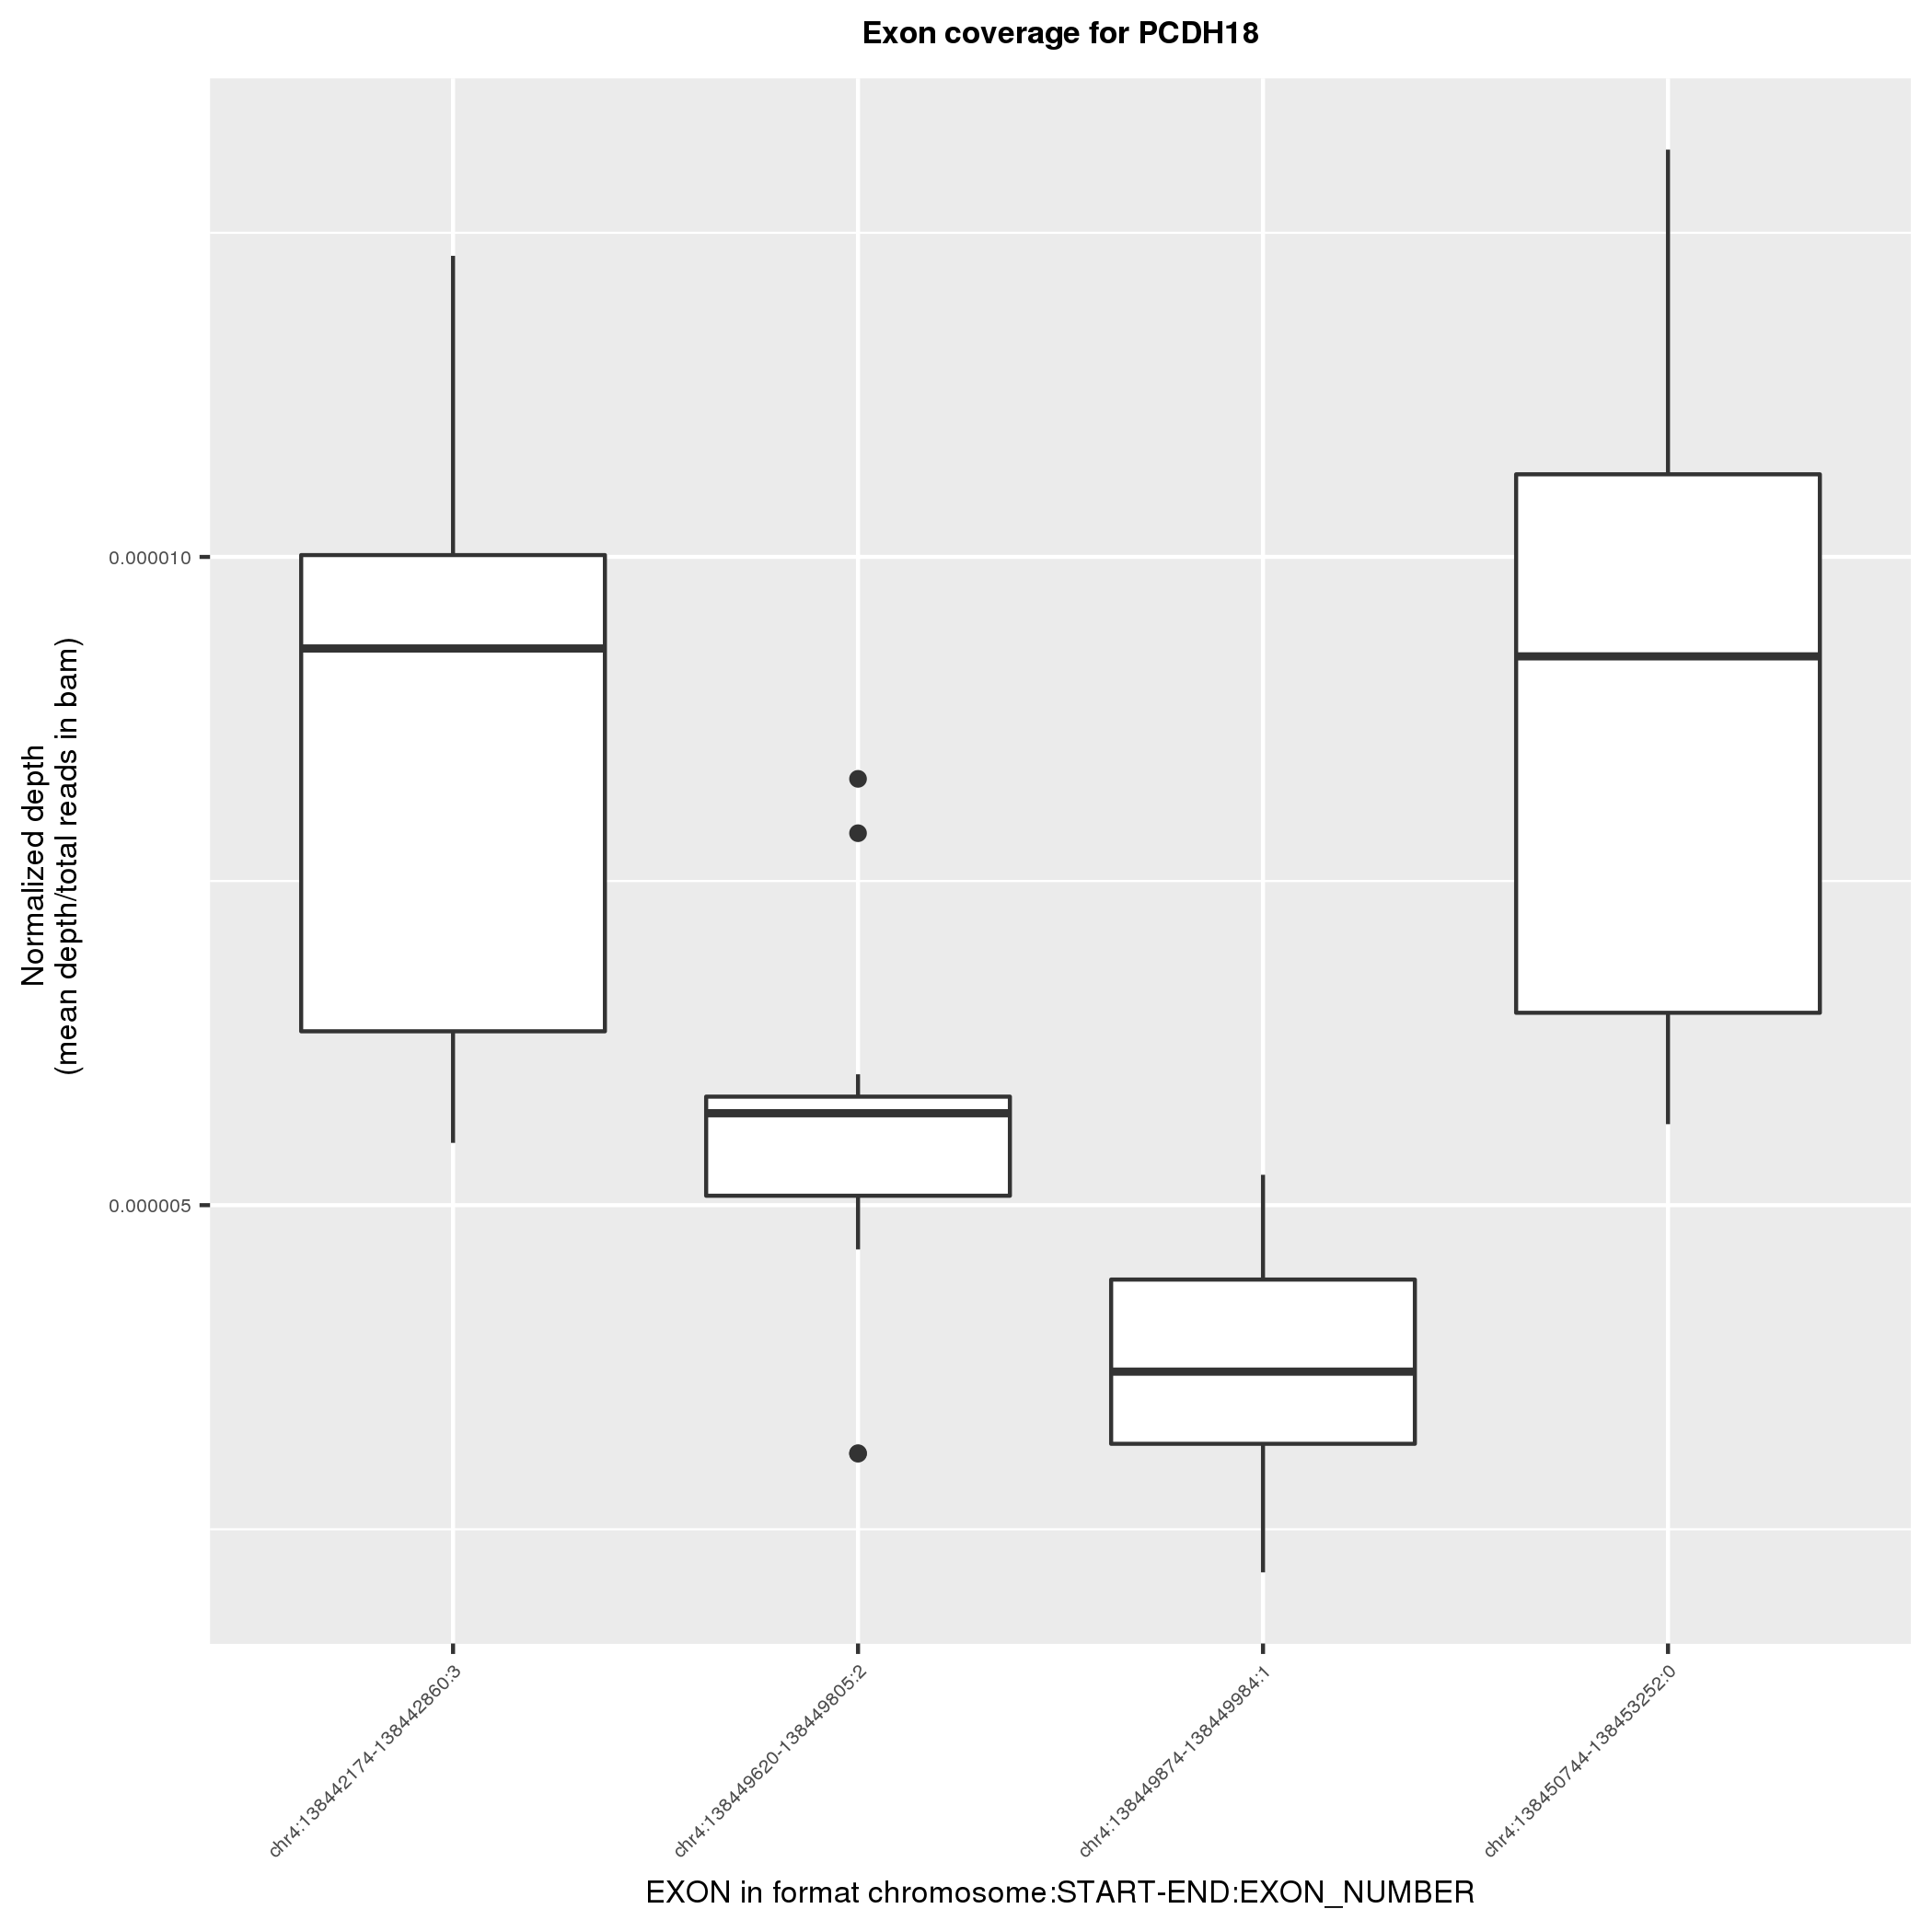 Exon coverage for PCDH18
Normalized depth
(mean depth/total reads in bam)
0.000010
0.000005
chr4:138442174-138442860:3
chr4:138449620-138449805:2
chr4:138449874-138449984:1
chr4:138450744-138453252:0
EXON in format chromosome:START-END:EXON_NUMBER